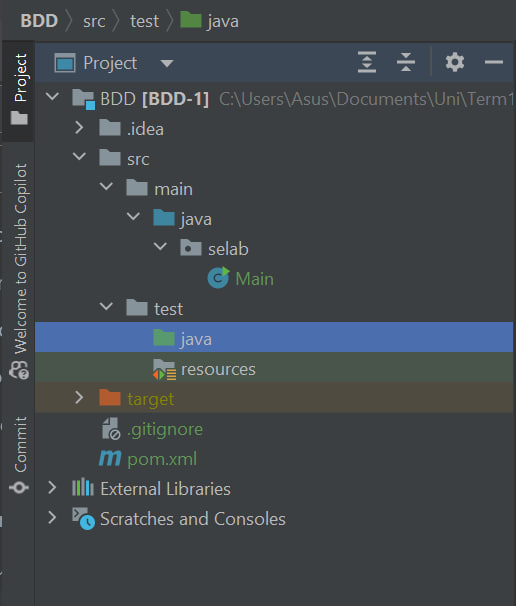 BDD > src > test > java
Project
BDD [BDD-1] C:\Users\Asus\Documents\Uni\Term1
.idea
src
main
java
selab
Main
test
java
resources
target
.gitignore
pom.xml
External Libraries
Scratches and Consoles
Project
Welcome to GitHub Copilot
Commit